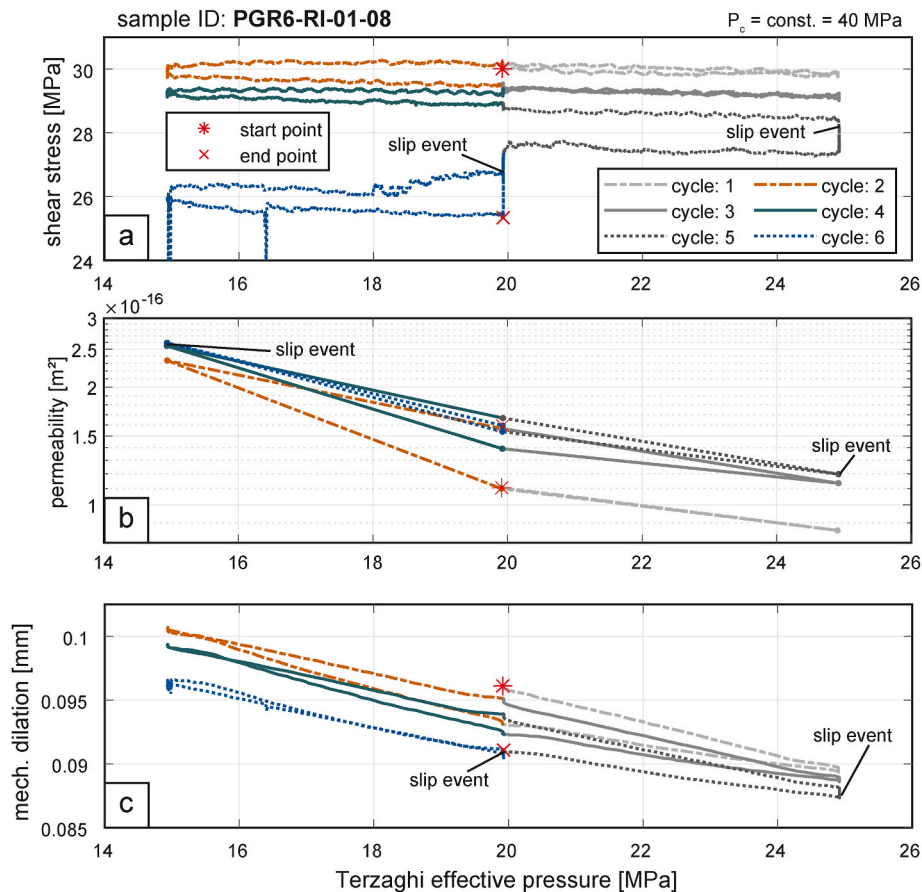 sample ID: PGR6-RI-01-08
P_c = const. = 40 MPa
shear stress [MPa]
30
28
26
24
start point
end point
slip event
slip event
cycle: 1
cycle: 2
cycle: 3
cycle: 4
cycle: 5
cycle: 6
a
14 16 18 20 22 24 26
×10⁻¹⁶
permeability [m²]
3
2.5
2
1.5
1
slip event
slip event
b
14 16 18 20 22 24 26
mech. dilation [mm]
0.1
0.095
0.09
0.085
slip event
slip event
c
14 16 18 20 22 24 26
Terzaghi effective pressure [MPa]